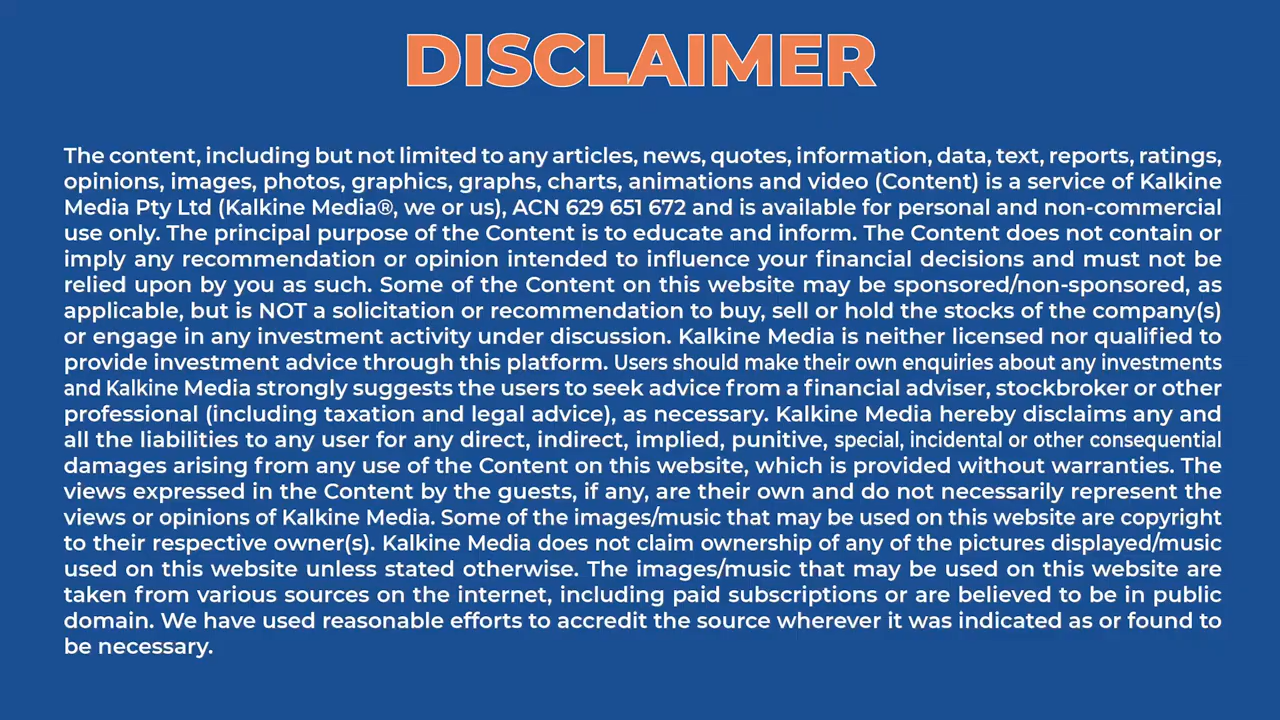 DISCLAIMER
The content, including but not limited to any articles, news, quotes, information, data, text, reports, ratings,
opinions, images, photos, graphics, graphs, charts, animations and video (Content) is a service of Kalkine
Media Pty Ltd (Kalkine Media®, we or us), ACN 629 651 672 and is available for personal and non-commercial
use only. The principal purpose of the Content is to educate and inform. The Content does not contain or
imply any recommendation or opinion intended to influence your financial decisions and must not be
relied upon by you as such. Some of the Content on this website may be sponsored/non-sponsored, as
applicable, but is NOT a solicitation or recommendation to buy, sell or hold the stocks of the company(s)
or engage in any investment activity under discussion. Kalkine Media is neither licensed nor qualified to
provide investment advice through this platform. Users should make their own enquiries about any investments
and Kalkine Media strongly suggests the users to seek advice from a financial adviser, stockbroker or other
professional (including taxation and legal advice), as necessary. Kalkine Media hereby disclaims any and
all the liabilities to any user for any direct, indirect, implied, punitive, special, incidental or other consequential
damages arising from any use of the Content on this website, which is provided without warranties. The
views expressed in the Content by the guests, if any, are their own and do not necessarily represent the
views or opinions of Kalkine Media. Some of the images/music that may be used on this website are copyright
to their respective owner(s). Kalkine Media does not claim ownership of any of the pictures displayed/music
used on this website unless stated otherwise. The images/music that may be used on this website are
taken from various sources on the internet, including paid subscriptions or are believed to be in public
domain. We have used reasonable efforts to accredit the source wherever it was indicated as or found to
be necessary.